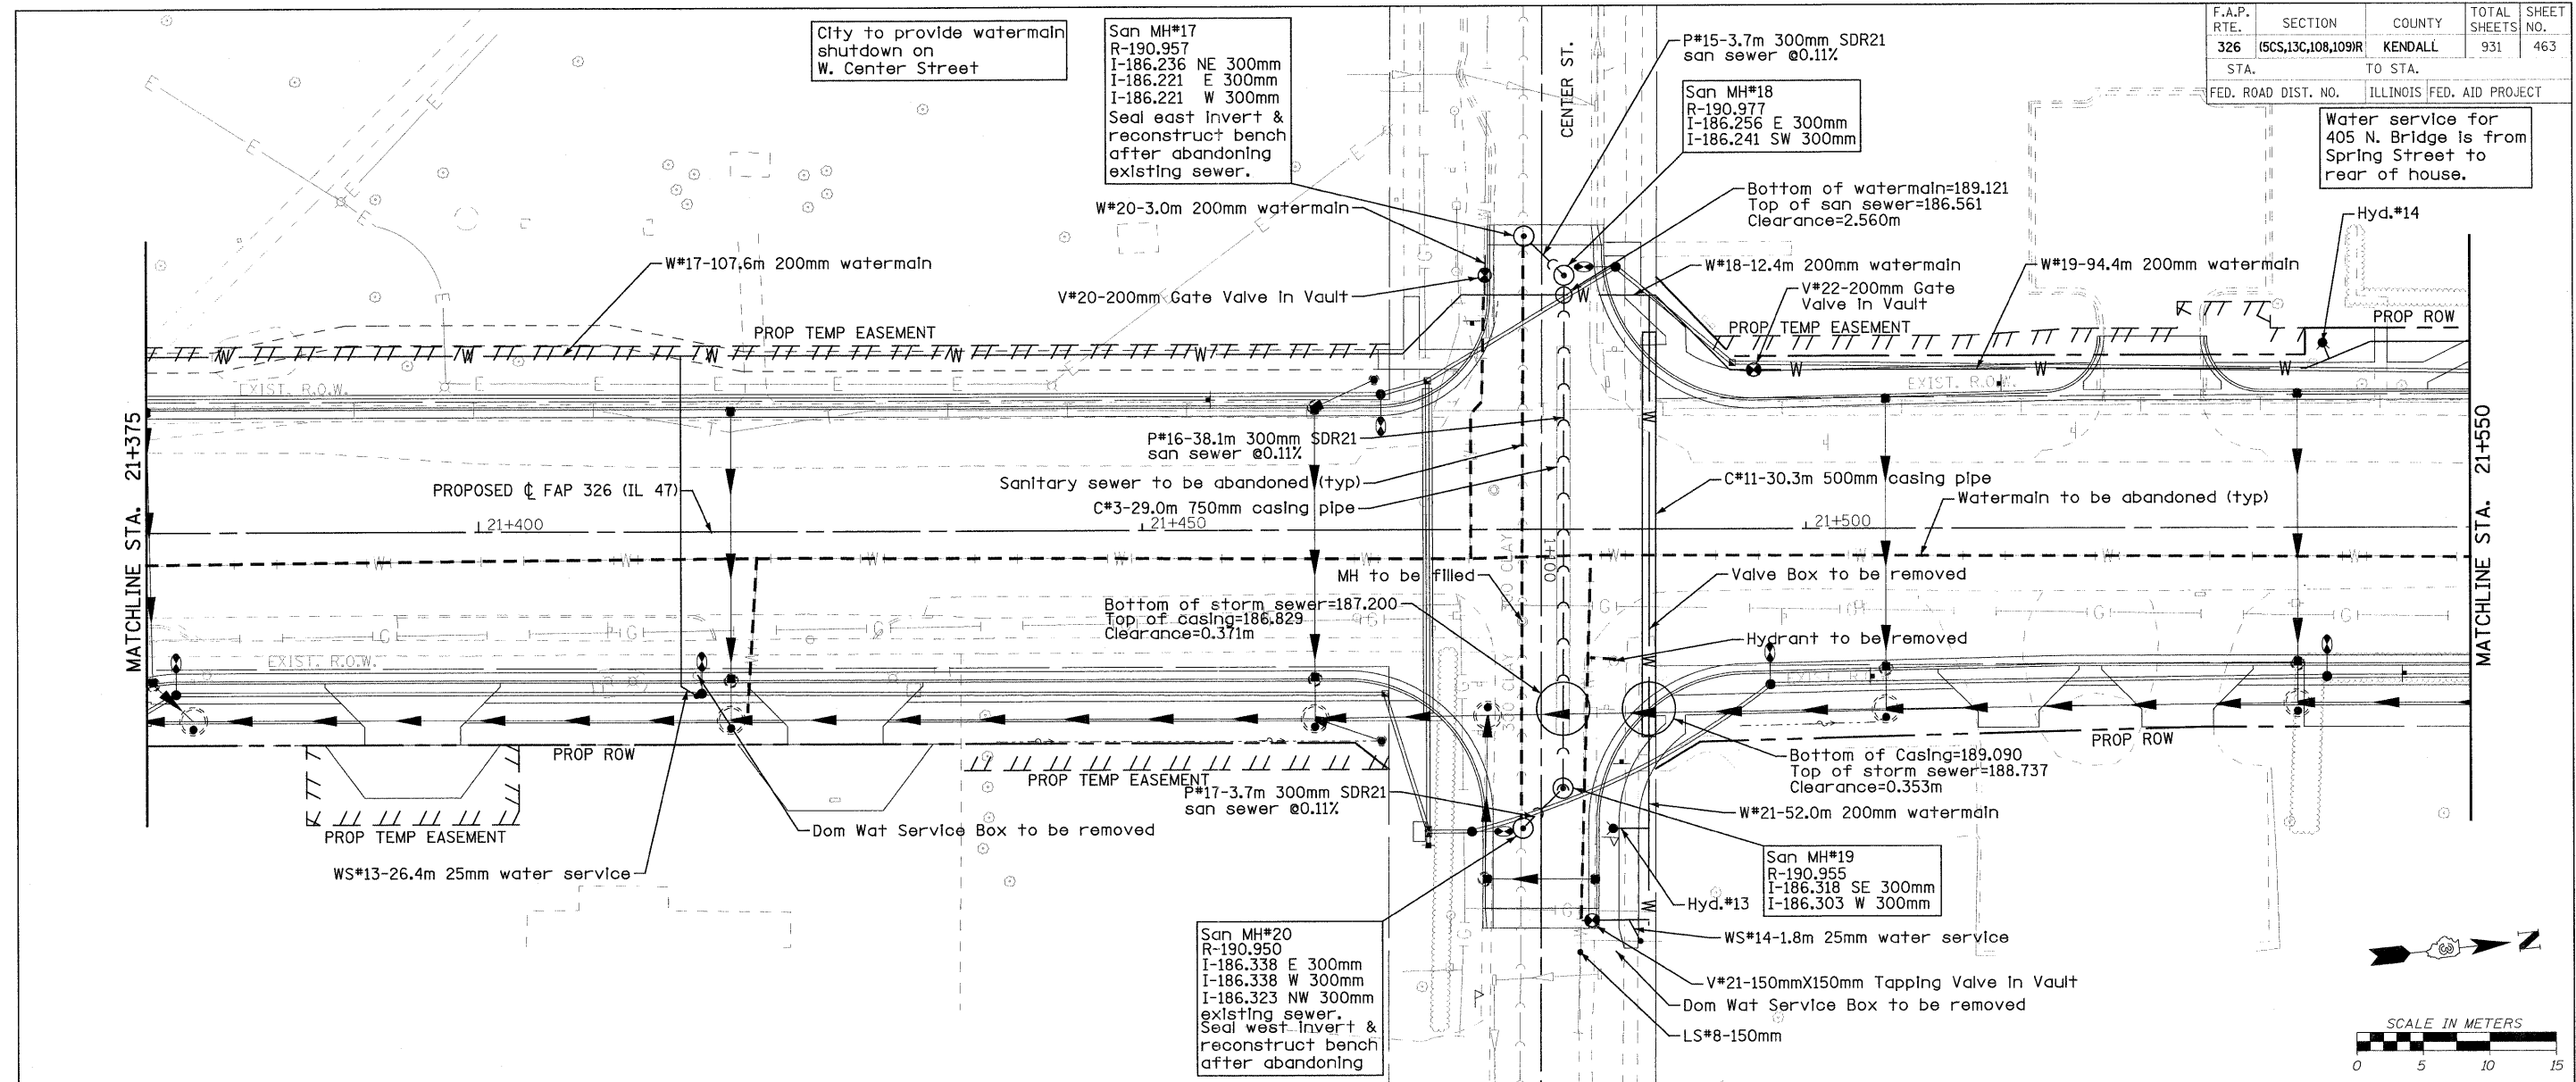 F.A.P. RTE. SECTION COUNTY TOTAL SHEETS SHEET NO.
326 (5CS,13C,108,109)R KENDALL 931 463
STA. TO STA.
FED. ROAD DIST. NO. ILLINOIS FED. AID PROJECT
City to provide watermain
shutdown on
W. Center Street
San MH#17
R-190.957
I-186.236 NE 300mm
I-186.221 E 300mm
I-186.221 W 300mm
Seal east invert &
reconstruct bench
after abandoning
existing sewer.
CENTER ST.
P#15-3.7m 300mm SDR21
san sewer @0.11%
San MH#18
R-190.977
I-186.256 E 300mm
I-186.241 SW 300mm
Water service for
405 N. Bridge is from
Spring Street to
rear of house.
Bottom of watermain=189.121
Top of san sewer=186.561
Clearance=2.560m
W#20-3.0m 200mm watermain
Hyd.#14
W#17-107.6m 200mm watermain
W#18-12.4m 200mm watermain
W#19-94.4m 200mm watermain
V#20-200mm Gate Valve in Vault
V#22-200mm Gate
Valve in Vault
PROP TEMP EASEMENT
PROP TEMP EASEMENT
PROP ROW
EXIST. R.O.W.
EXIST. R.O.W.
MATCHLINE STA. 21+375
MATCHLINE STA. 21+550
P#16-38.1m 300mm SDR21
san sewer @0.11%
PROPOSED ℄ FAP 326 (IL 47)
Sanitary sewer to be abandoned (typ)
C#3-29.0m 750mm casing pipe
C#11-30.3m 500mm casing pipe
Watermain to be abandoned (typ)
21+400
21+450
21+500
1+100
MH to be filled
Valve Box to be removed
Bottom of storm sewer=187.200
Top of casing=186.829
Clearance=0.371m
Hydrant to be removed
EXIST. R.O.W.
PROP ROW
PROP ROW
Bottom of Casing=189.090
Top of storm sewer=188.737
Clearance=0.353m
PROP TEMP EASEMENT
P#17-3.7m 300mm SDR21
san sewer @0.11%
W#21-52.0m 200mm watermain
PROP TEMP EASEMENT
Dom Wat Service Box to be removed
WS#13-26.4m 25mm water service
San MH#19
R-190.955
I-186.318 SE 300mm
I-186.303 W 300mm
Hyd.#13
San MH#20
R-190.950
I-186.338 E 300mm
I-186.338 W 300mm
I-186.323 NW 300mm
existing sewer.
Seal west invert &
reconstruct bench
after abandoning
WS#14-1.8m 25mm water service
V#21-150mmX150mm Tapping Valve in Vault
Dom Wat Service Box to be removed
LS#8-150mm
N
SCALE IN METERS
0 5 10 15